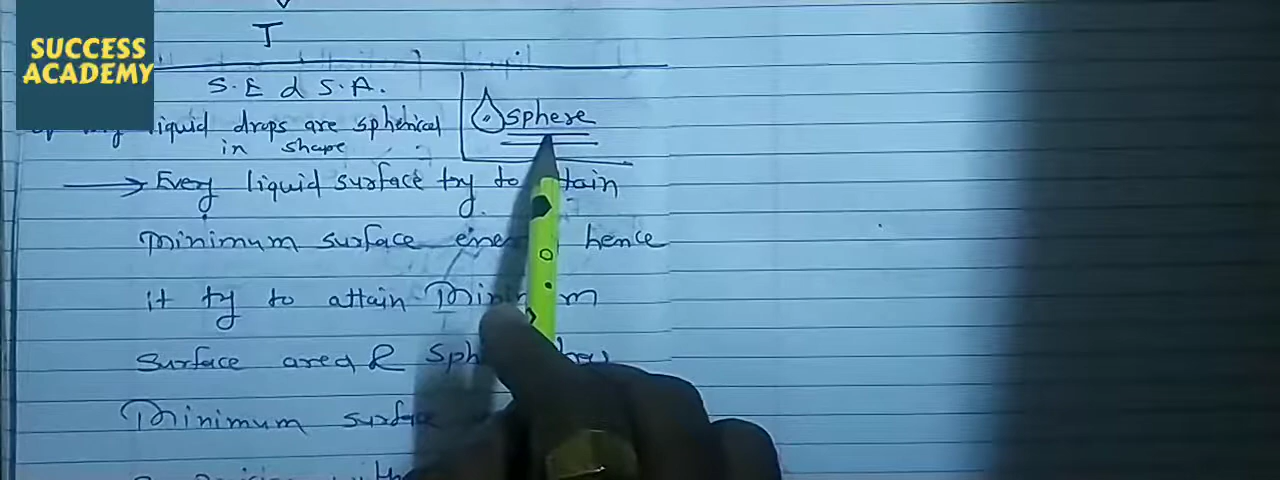 T
SUCCESS
ACADEMY
S.E d S.A.
liquid drops are spherical
in shape
sphere
→ Every liquid surface try to
minimum surface hence
it try to attain
surface area &
Minimum